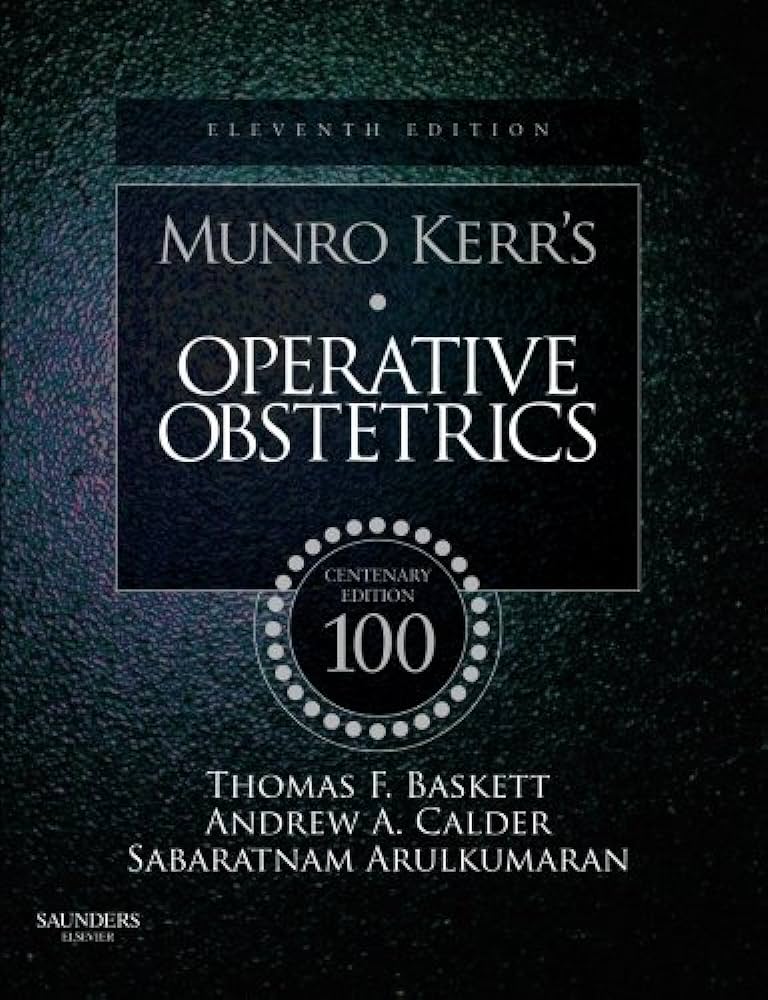 ELEVENTH EDITION
MUNRO KERR'S
OPERATIVE
OBSTETRICS
CENTENARY
EDITION
100
THOMAS F. BASKETT
ANDREW A. CALDER
SABARATNAM ARULKUMARAN
SAUNDERS
ELSEVIER